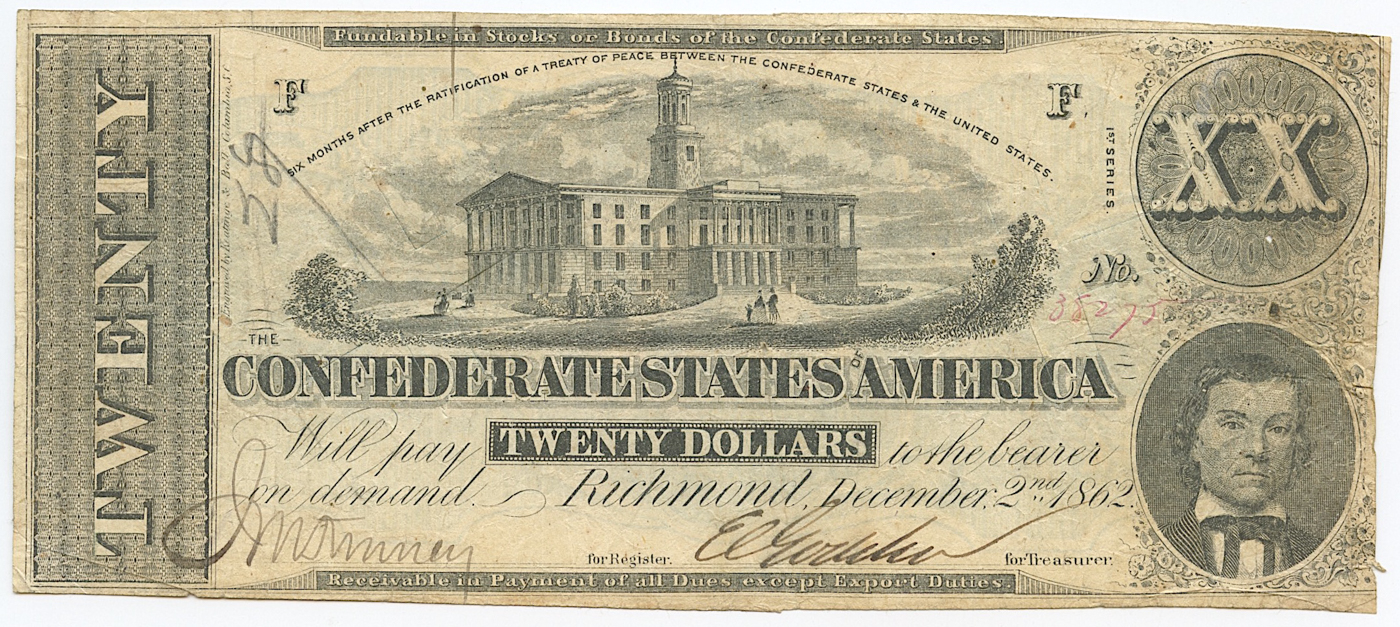 Fundable in Stocks or Bonds of the Confederate States
SIX MONTHS AFTER THE RATIFICATION OF A TREATY OF PEACE BETWEEN THE CONFEDERATE STATES & THE UNITED STATES.
F
F
TWENTY
28
1ST SERIES.
XX
No.
38275
THE
CONFEDERATE STATES OF AMERICA
Will pay TWENTY DOLLARS to the bearer
on demand. Richmond, December, 2nd 1862.
for Register.
for Treasurer.
Receivable in Payment of all Dues except Export Duties